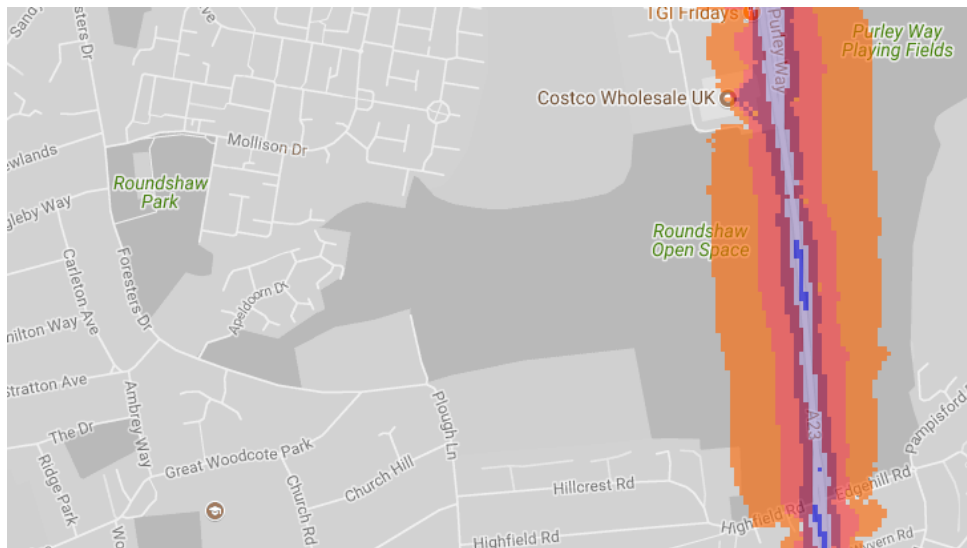 TGI Fridays
Purley Way
Purley Way
Playing Fields
Costco Wholesale UK
Mollison Dr
Roundshaw
Park
Foresters Dr
Carleton Ave
Roundshaw
Open Space
Apeldoorn Dr
Stratton Ave
Ambrey Way
Plough Ln
A23
The Dr
Great Woodcote Park
Church Hill
Ridge Park
Church Rd
Hillcrest Rd
Edgehill Rd
Highfield Rd
Highfield Rd